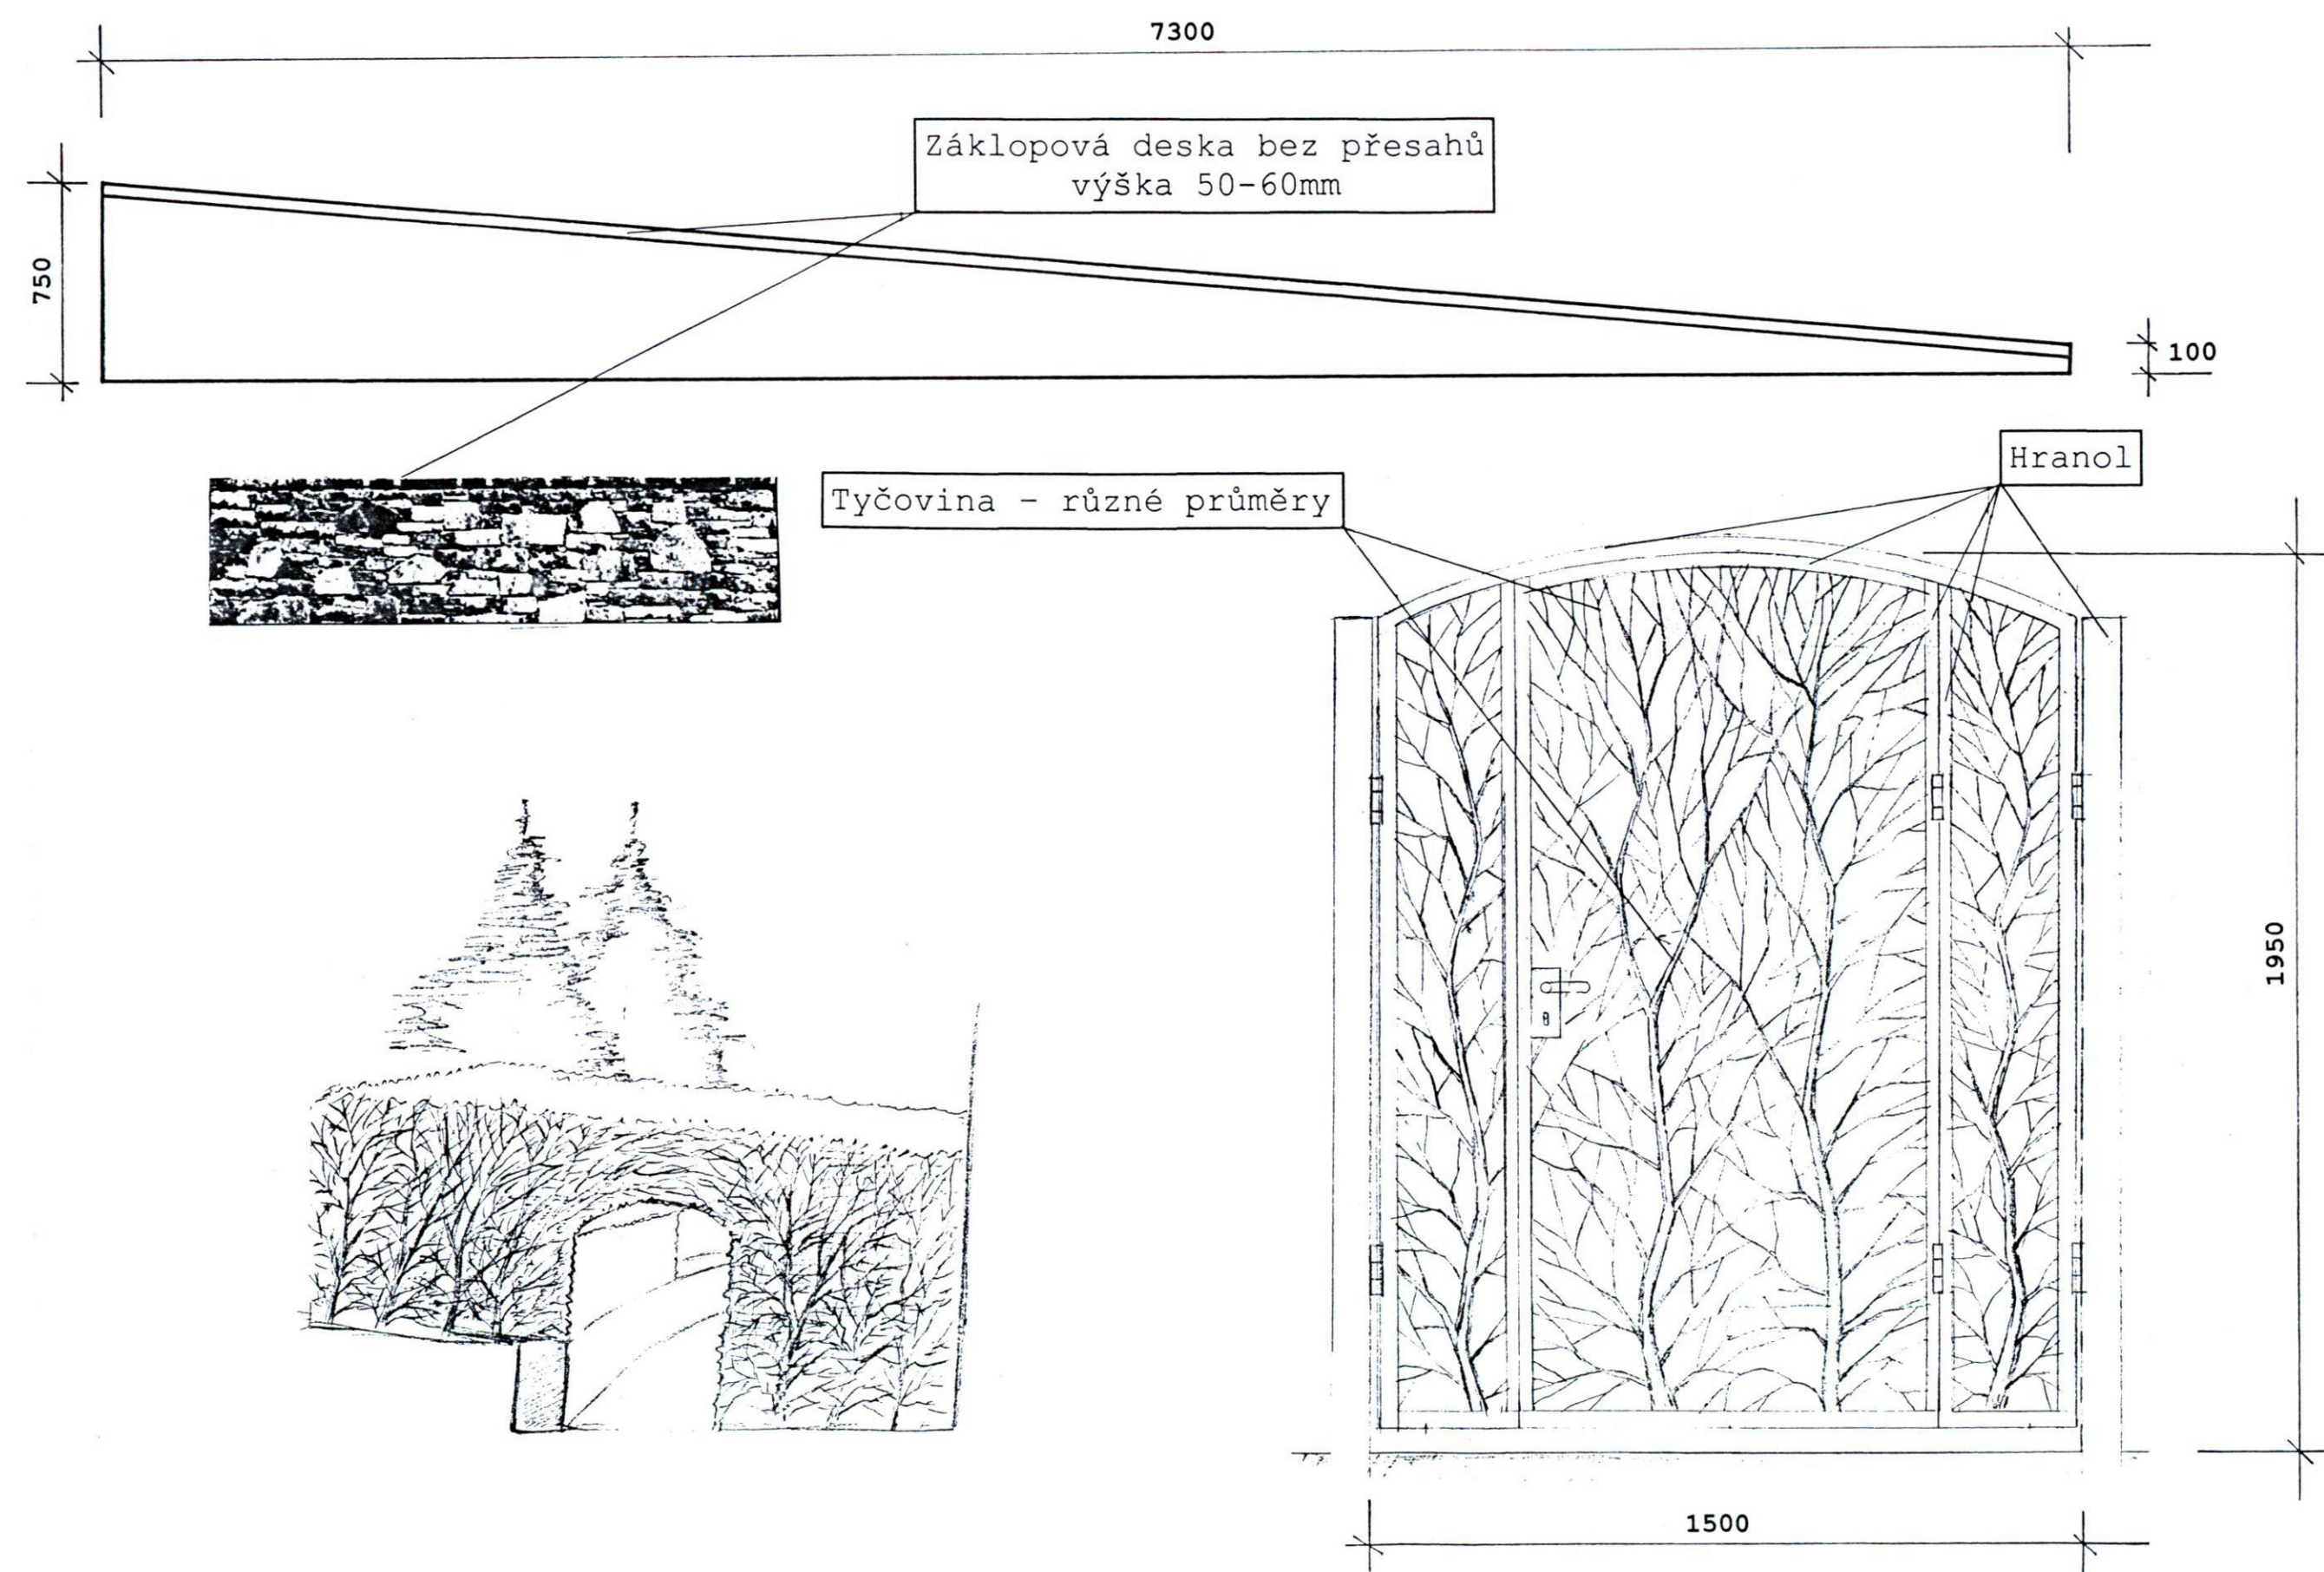 7300
Záklopová deska bez přesahů
výška 50-60mm
750
100
Hranol
Tyčovina - různé průměry
1950
1500